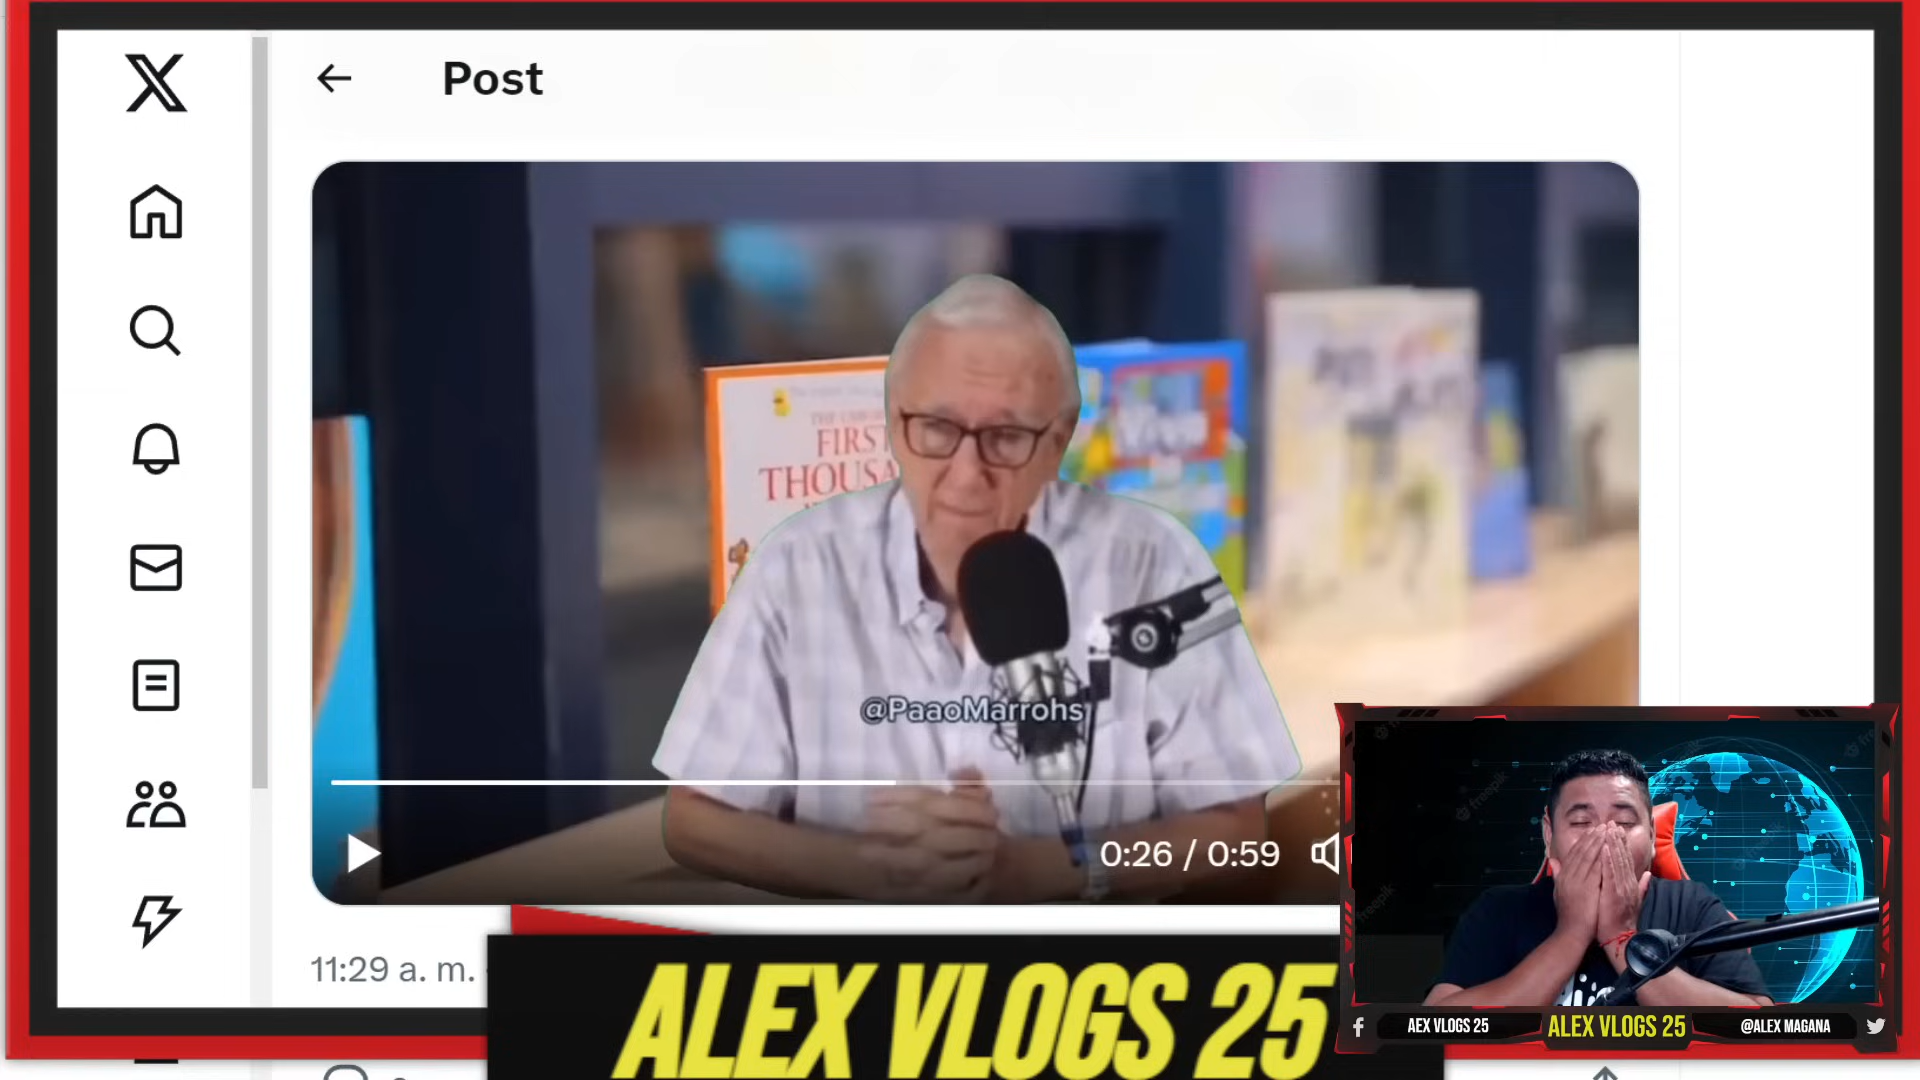 Post
FIRST
THOUSA
@PaaoMarrohs
0:26 / 0:59
11:29 a. m.
ALEX VLOGS 25
AEX VLOGS 25
ALEX VLOGS 25
@ALEX MAGANA